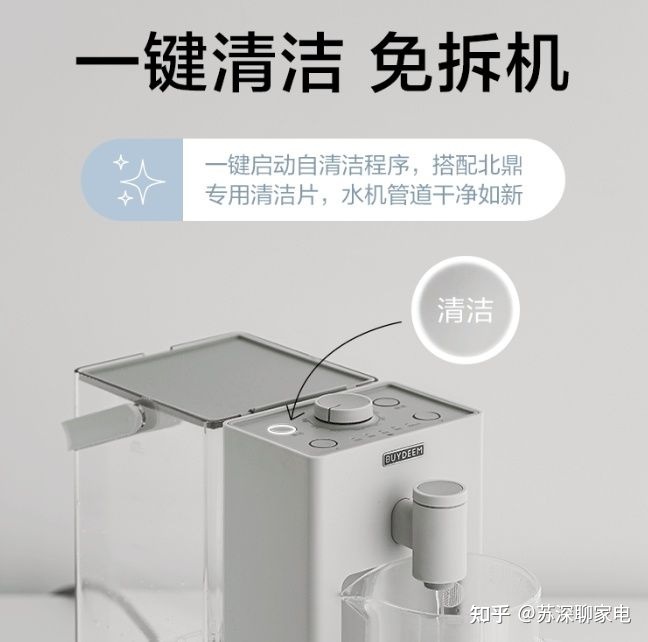 一键清洁 免拆机
一键启动自清洁程序，搭配北鼎
专用清洁片，水机管道干净如新
清洁
BUYDEEM
知乎 @苏深聊家电